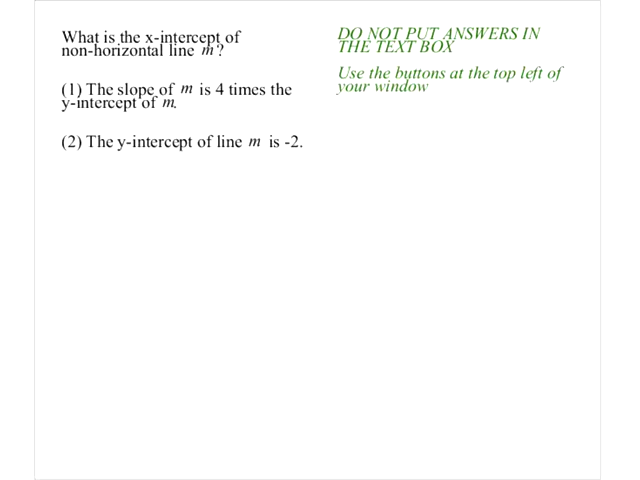 What is the x-intercept of
non-horizontal line m?
(1) The slope of m is 4 times the
y-intercept of m.
(2) The y-intercept of line m is -2.
DO NOT PUT ANSWERS IN
THE TEXT BOX
Use the buttons at the top left of
your window